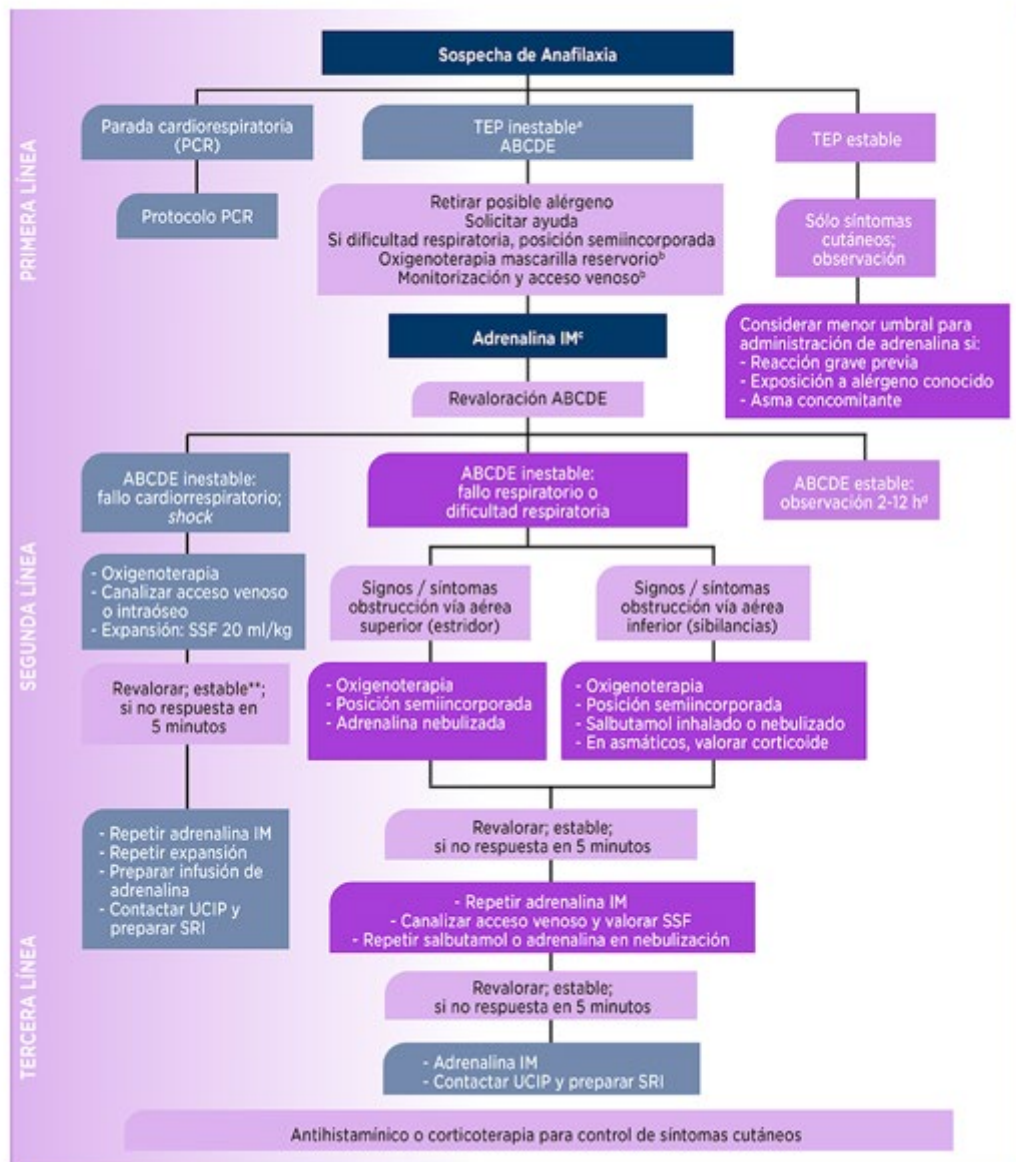 Sospecha de Anafilaxia
PRIMERA LÍNEA
Parada cardiorespiratoria
(PCR)
Protocolo PCR
TEP inestableª
ABCDE
Retirar posible alérgeno
Solicitar ayuda
Si dificultad respiratoria, posición semiincorporada
Oxigenoterapia mascarilla reservorioᵇ
Monitorización y acceso venosoᵇ
TEP estable
Sólo síntomas
cutáneos;
observación
Considerar menor umbral para
administración de adrenalina si:
- Reacción grave previa
- Exposición a alérgeno conocido
- Asma concomitante
Adrenalina IMᶜ
Revaloración ABCDE
SEGUNDA LÍNEA
ABCDE inestable:
fallo cardiorrespiratorio;
shock
- Oxigenoterapia
- Canalizar acceso venoso
o intraóseo
- Expansión: SSF 20 ml/kg
Revalorar; estable**;
si no respuesta en
5 minutos
ABCDE inestable:
fallo respiratorio o
dificultad respiratoria
ABCDE estable:
observación 2-12 hᵈ
Signos / síntomas
obstrucción vía aérea
superior (estridor)
- Oxigenoterapía
- Posición semiincorporada
- Adrenalina nebulizada
Signos / síntomas
obstrucción vía aérea
inferior (sibilancias)
- Oxigenoterapia
- Posición semiincorporada
- Salbutamol inhalado o nebulizado
- En asmáticos, valorar corticoide
TERCERA LÍNEA
- Repetir adrenalina IM
- Repetir expansión
- Preparar infusión de
adrenalina
- Contactar UCIP y
preparar SRI
Revalorar; estable;
si no respuesta en 5 minutos
- Repetir adrenalina IM
- Canalizar acceso venoso y valorar SSF
- Repetir salbutamol o adrenalina en nebulización
Revalorar; estable;
si no respuesta en 5 minutos
- Adrenalina IM
- Contactar UCIP y preparar SRI
Antihistamínico o corticoterapia para control de síntomas cutáneos